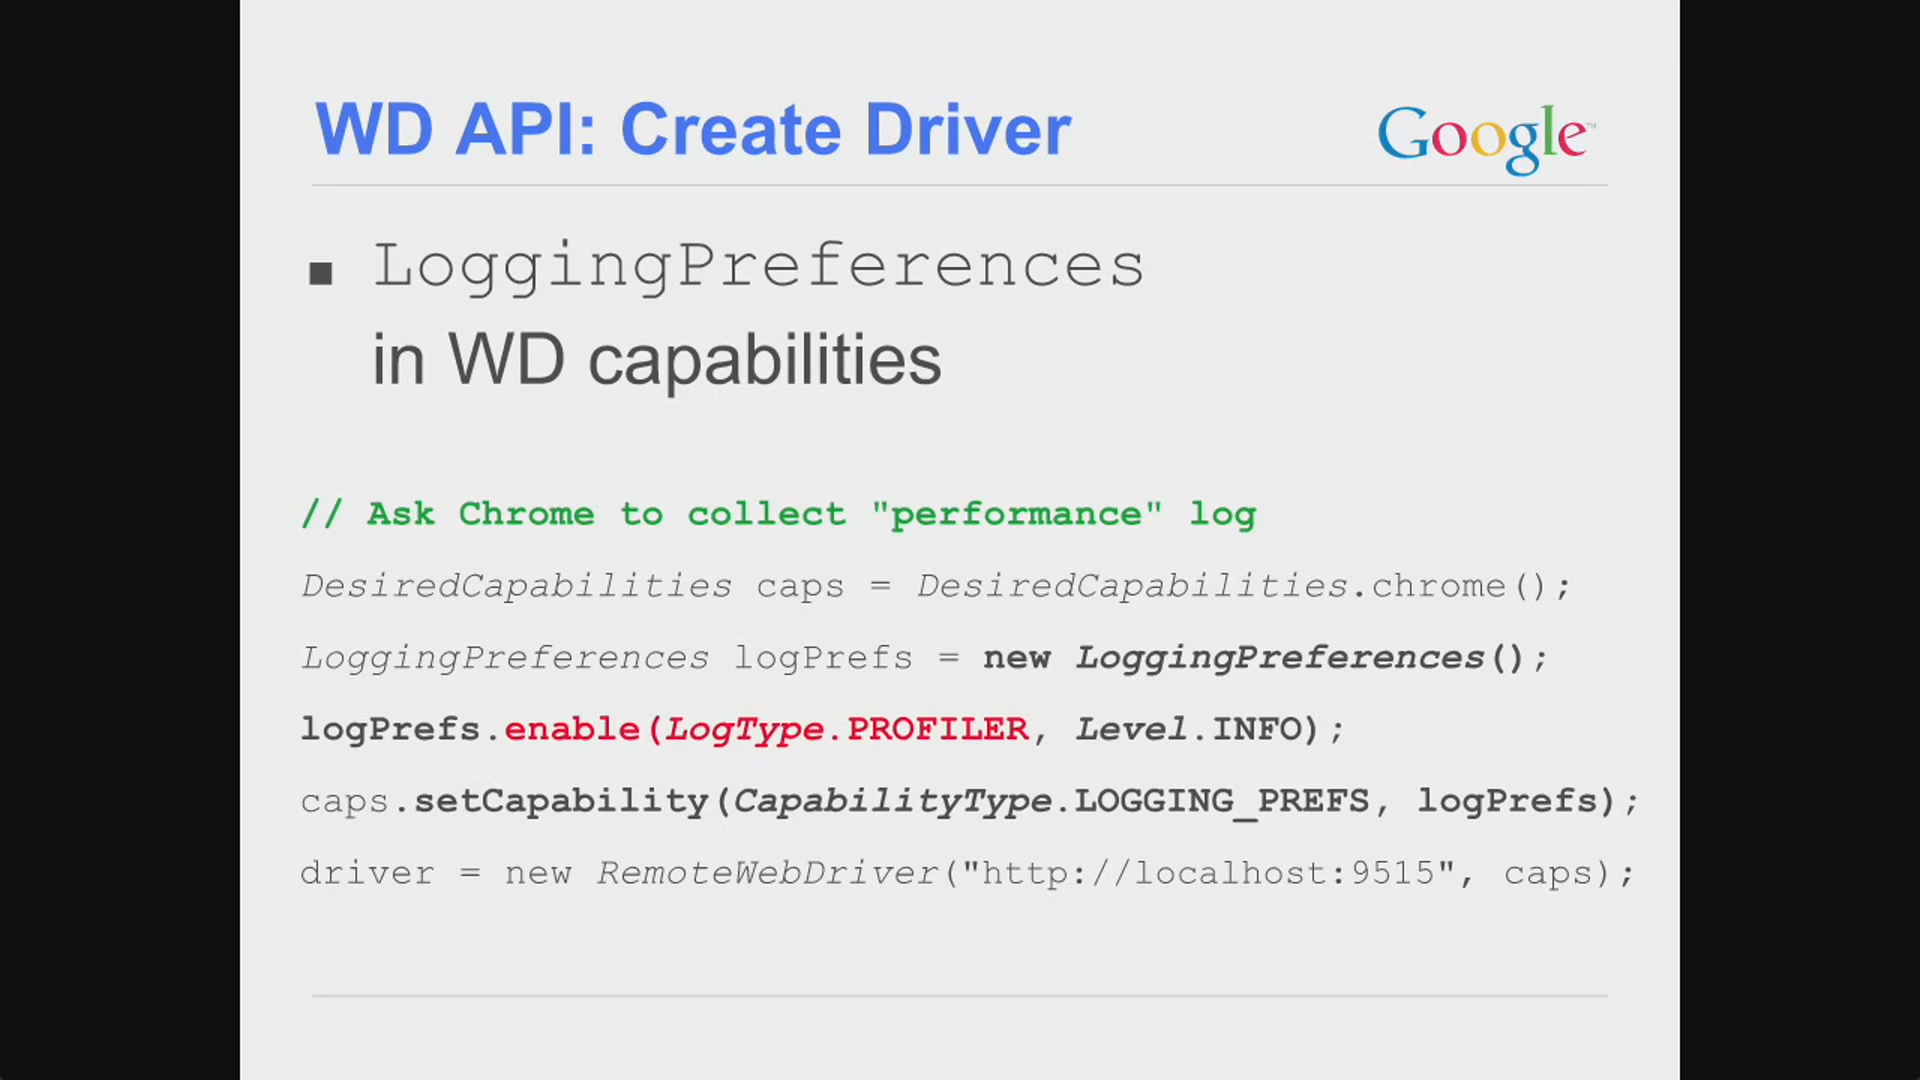 WD API: Create Driver
Google™
▪ LoggingPreferences
in WD capabilities
// Ask Chrome to collect "performance" log
DesiredCapabilities caps = DesiredCapabilities.chrome();
LoggingPreferences logPrefs = new LoggingPreferences();
logPrefs.enable(LogType.PROFILER, Level.INFO);
caps.setCapability(CapabilityType.LOGGING_PREFS, logPrefs);
driver = new RemoteWebDriver("http://localhost:9515", caps);